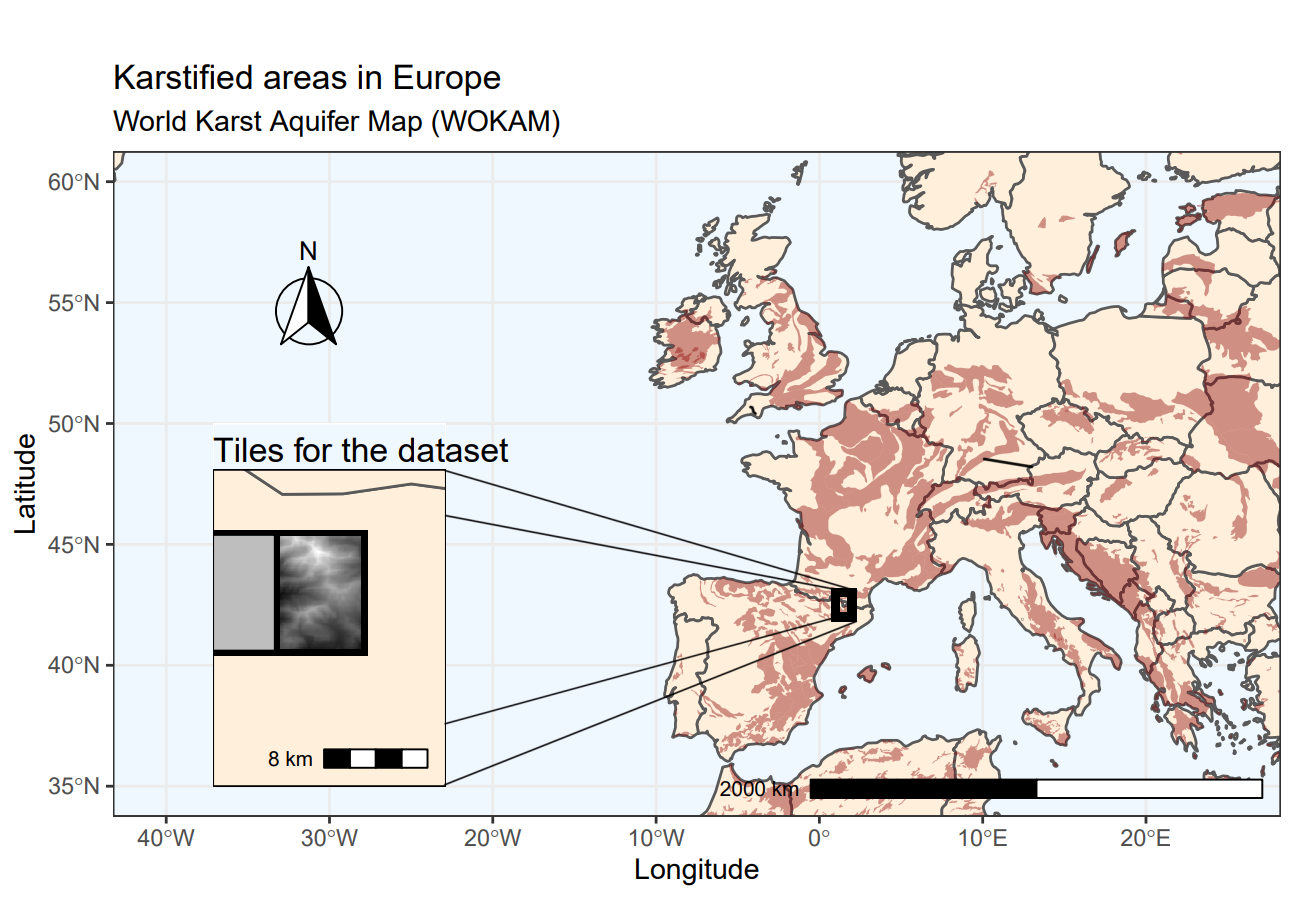 Karstified areas in Europe
World Karst Aquifer Map (WOKAM)
60°N
55°N
50°N
45°N
40°N
35°N
Latitude
N
Tiles for the dataset
8 km
2000 km
40°W
30°W
20°W
10°W
0°
10°E
20°E
Longitude